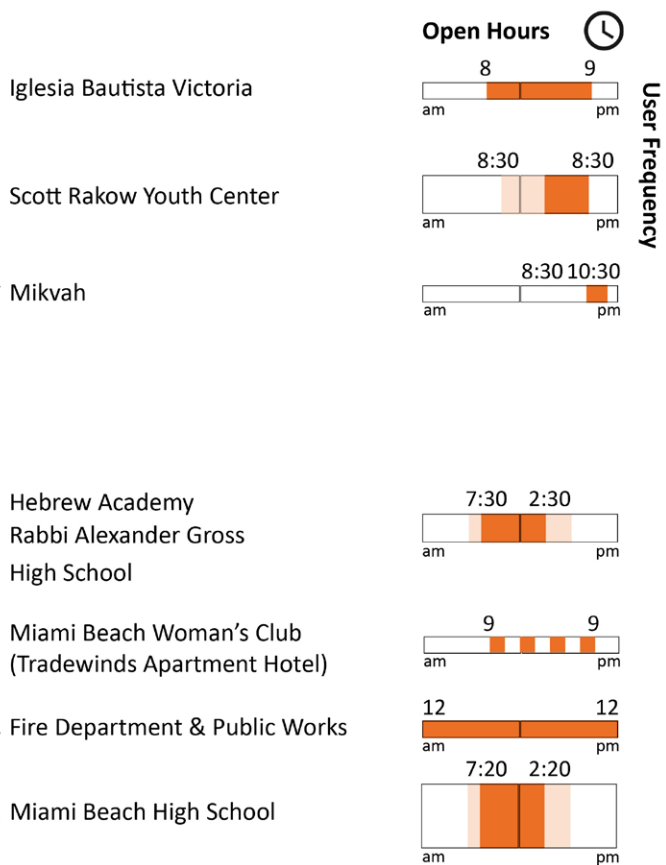 Open Hours
8 9
Iglesia Bautista Victoria
am pm
User Frequency
8:30 8:30
Scott Rakow Youth Center
am pm
8:30 10:30
Mikvah
am pm
7:30 2:30
Hebrew Academy
Rabbi Alexander Gross
High School
am pm
9 9
Miami Beach Woman's Club
(Tradewinds Apartment Hotel)
am pm
12 12
Fire Department & Public Works
am pm
7:20 2:20
Miami Beach High School
am pm